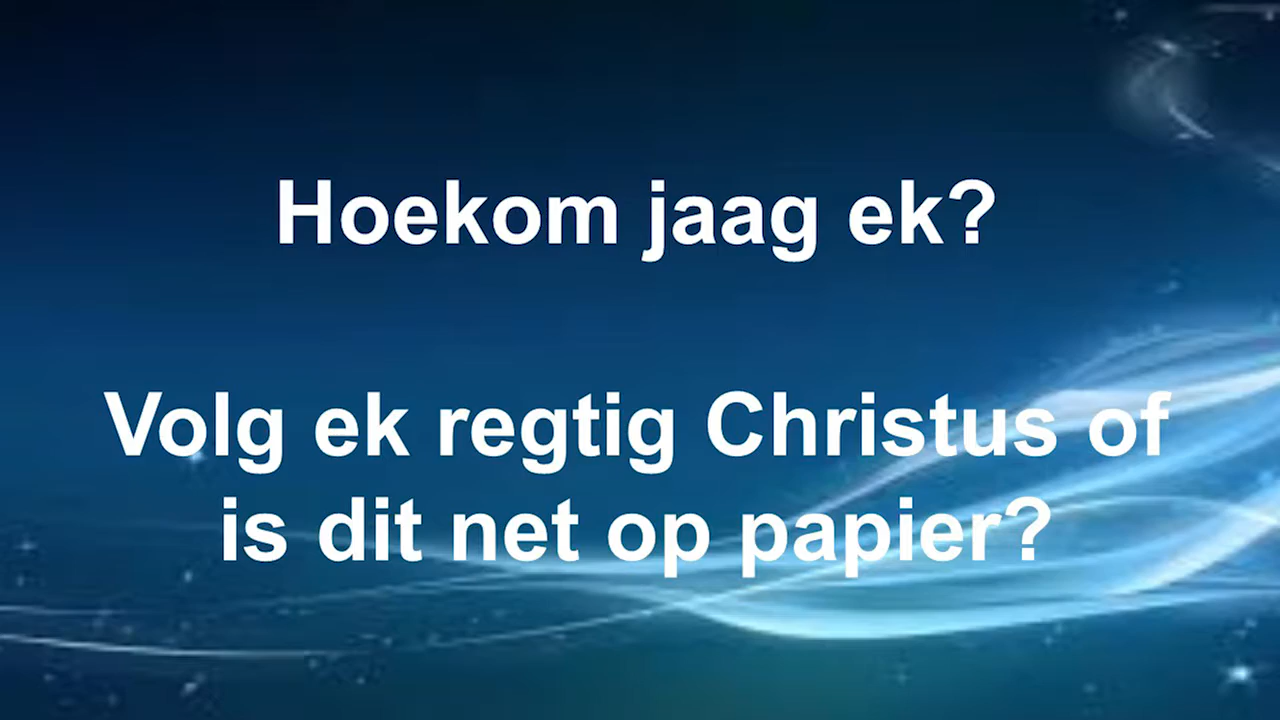 Hoekom jaag ek?
Volg ek regtig Christus of
is dit net op papier?